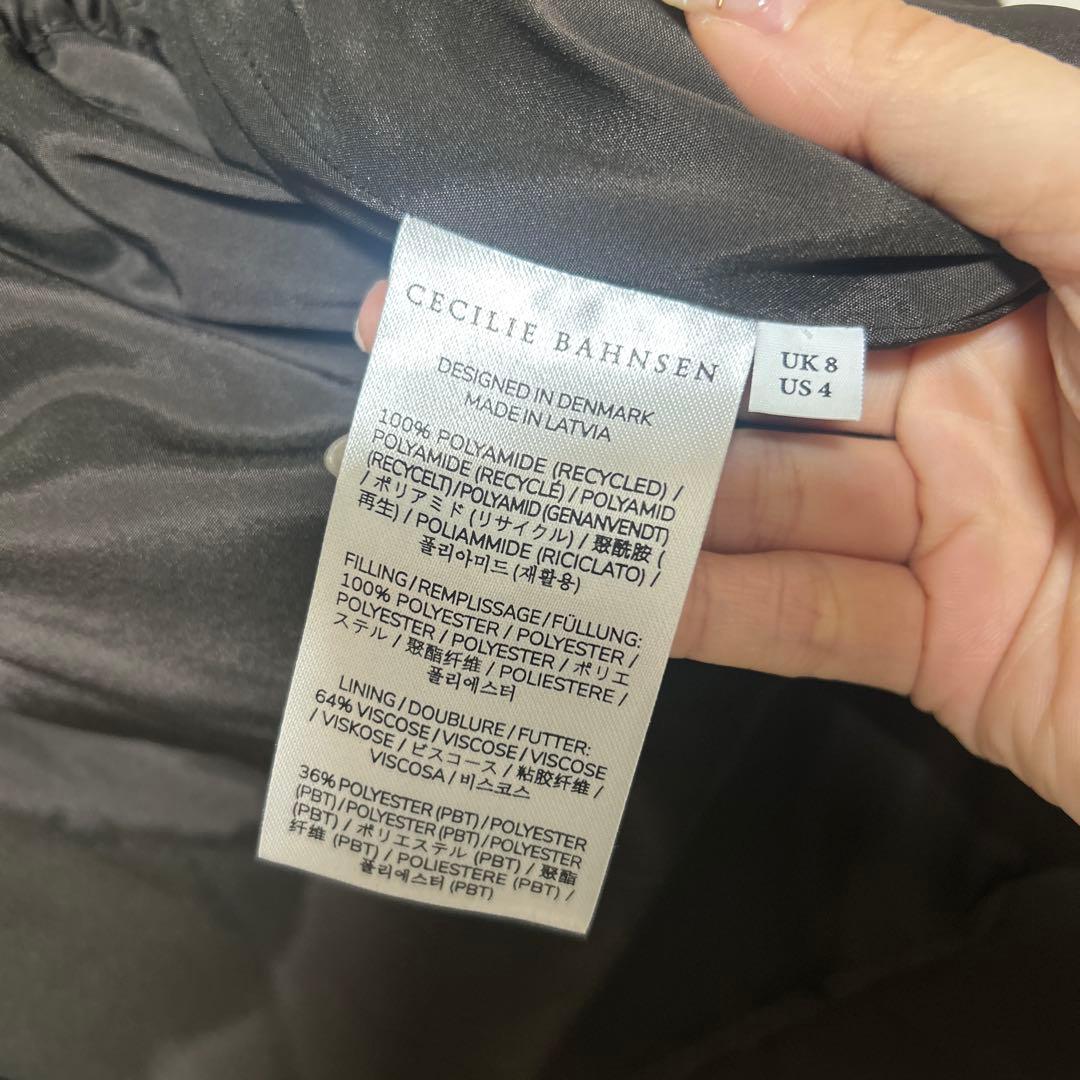 CECILIE BAHNSEN
UK 8
US 4
DESIGNED IN DENMARK
MADE IN LATVIA
100% POLYAMIDE (RECYCLED) /
POLYAMIDE (RECYCLÉ) / POLYAMID
(RECYCELT)/POLYAMID (GENANVENDT)
/ ポリアミド (リサイクル) / 聚酰胺 (
再生) / POLIAMMIDE (RICICLATO) /
폴리아미드 (재활용)
FILLING/REMPLISSAGE/FÜLLUNG:
100% POLYESTER / POLYESTER /
POLYESTER / POLYESTER / ポリエ
ステル / 聚酯纤维 / POLIESTERE /
폴리에스터
LINING/DOUBLURE/FUTTER:
64% VISCOSE/VISCOSE/VISCOSE
/ VISKOSE / ビスコース / 粘胶纤维 /
VISCOSA / 비스코스
36% POLYESTER (PBT) / POLYESTER
(PBT) / POLYESTER (PBT) / POLYESTER
(PBT) / ポリエステル (PBT) / 聚酯
纤维 (PBT) / POLIESTERE (PBT) /
폴리에스터 (PBT)